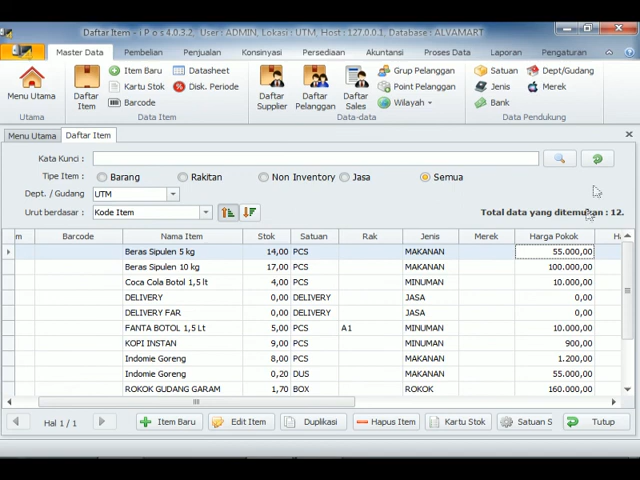 Daftar Item - i P o s 4.0.3.2, User : ADMIN, Lokasi : UTM, Host : 127.0.0.1, Database : ALVAMART
Master Data Pembelian Penjualan Konsinyasi Persediaan Akuntansi Proses Data Laporan Pengaturan
Menu Utama
Utama
Daftar Item
Item Baru
Kartu Stok
Barcode
Datasheet
Disk. Periode
Data Item
Daftar Supplier
Daftar Pelanggan
Daftar Sales
Grup Pelanggan
Point Pelanggan
Wilayah
Data-data
Satuan
Jenis
Bank
Dept/Gudang
Merek
Data Pendukung
Menu Utama Daftar Item
Kata Kunci :
Tipe Item : Barang Rakitan Non Inventory Jasa Semua
Dept. / Gudang UTM
Urut berdasar : Kode Item Total data yang ditemukan : 12.
m Barcode Nama Item Stok Satuan Rak Jenis Merek Harga Pokok
Beras Sipulen 5 kg 14,00 PCS MAKANAN 55.000,00
Beras Sipulen 10 kg 17,00 PCS MAKANAN 100.000,00
Coca Cola Botol 1,5 lt 4,00 PCS MINUMAN 10.000,00
DELIVERY 0,00 DELIVERY JASA 0,00
DELIVERY FAR 0,00 DELIVERY JASA 0,00
FANTA BOTOL 1,5 Lt 5,00 PCS A1 MINUMAN 10.000,00
KOPI INSTAN 9,00 PCS MINUMAN 900,00
Indomie Goreng 8,00 PCS MAKANAN 1.200,00
Indomie Goreng 0,20 DUS MAKANAN 55.000,00
ROKOK GUDANG GARAM 1,70 BOX ROKOK 160.000,00
Hal 1 / 1 Item Baru Edit Item Duplikasi Hapus Item Kartu Stok Satuan S Tutup